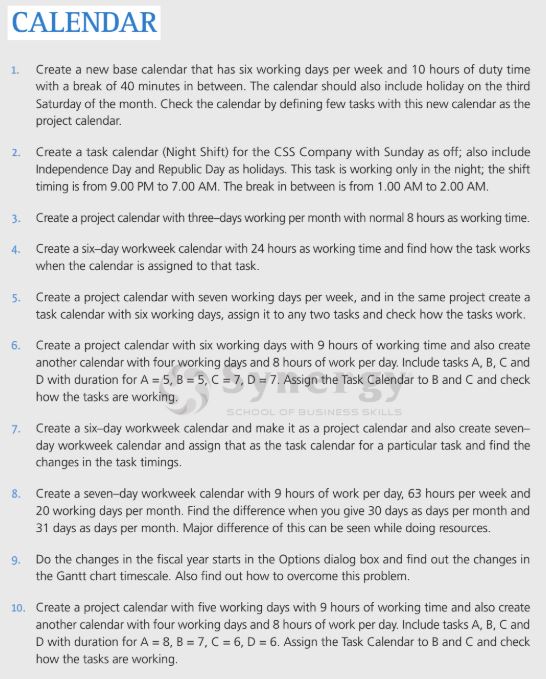 CALENDAR
1. Create a new base calendar that has six working days per week and 10 hours of duty time
with a break of 40 minutes in between. The calendar should also include holiday on the third
Saturday of the month. Check the calendar by defining few tasks with this new calendar as the
project calendar.
2. Create a task calendar (Night Shift) for the CSS Company with Sunday as off; also include
Independence Day and Republic Day as holidays. This task is working only in the night; the shift
timing is from 9.00 PM to 7.00 AM. The break in between is from 1.00 AM to 2.00 AM.
3. Create a project calendar with three–days working per month with normal 8 hours as working time.
4. Create a six–day workweek calendar with 24 hours as working time and find how the task works
when the calendar is assigned to that task.
5. Create a project calendar with seven working days per week, and in the same project create a
task calendar with six working days, assign it to any two tasks and check how the tasks work.
6. Create a project calendar with six working days with 9 hours of working time and also create
another calendar with four working days and 8 hours of work per day. Include tasks A, B, C and
D with duration for A = 5, B = 5, C = 7, D = 7. Assign the Task Calendar to B and C and check
how the tasks are working.
Synergy
SCHOOL OF BUSINESS SKILLS
7. Create a six–day workweek calendar and make it as a project calendar and also create seven–
day workweek calendar and assign that as the task calendar for a particular task and find the
changes in the task timings.
8. Create a seven–day workweek calendar with 9 hours of work per day, 63 hours per week and
20 working days per month. Find the difference when you give 30 days as days per month and
31 days as days per month. Major difference of this can be seen while doing resources.
9. Do the changes in the fiscal year starts in the Options dialog box and find out the changes in
the Gantt chart timescale. Also find out how to overcome this problem.
10. Create a project calendar with five working days with 9 hours of working time and also create
another calendar with four working days and 8 hours of work per day. Include tasks A, B, C and
D with duration for A = 8, B = 7, C = 6, D = 6. Assign the Task Calendar to B and C and check
how the tasks are working.